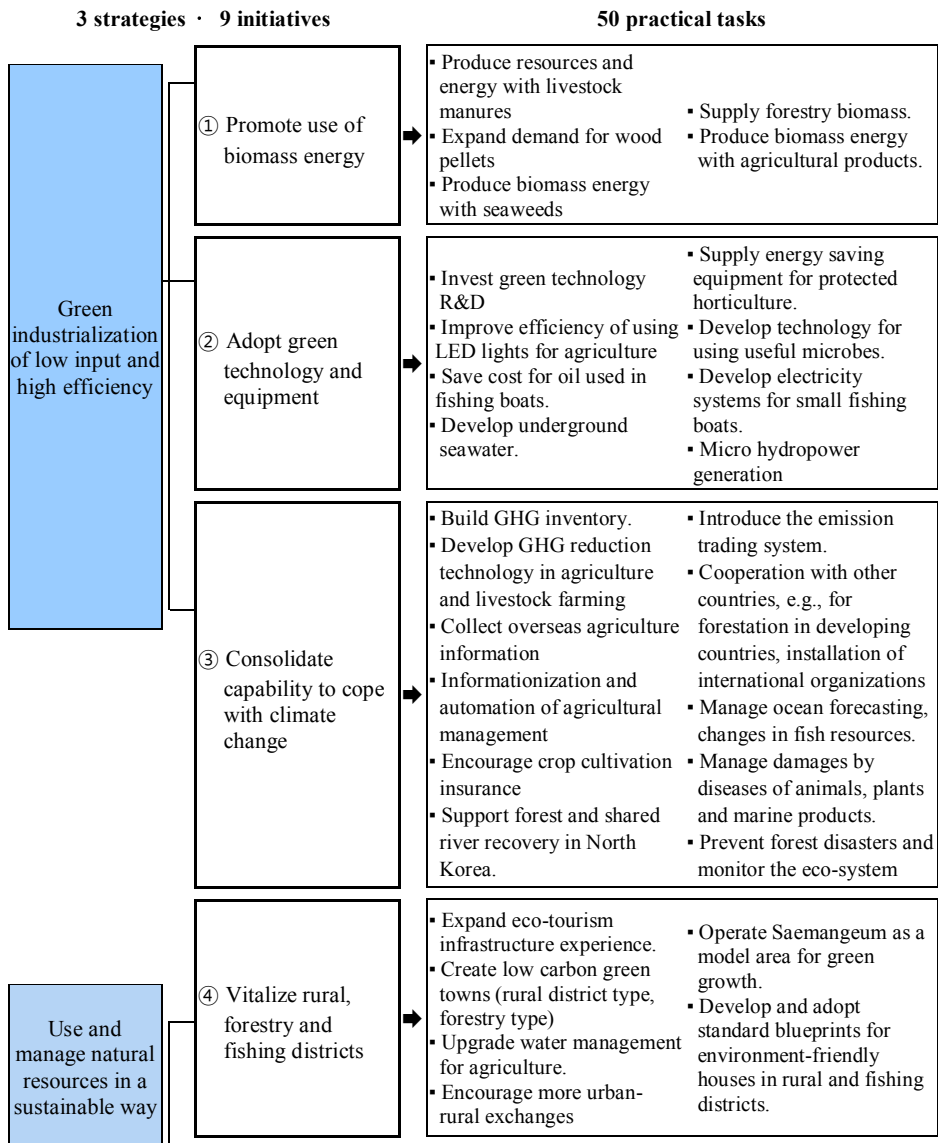 3 strategies · 9 initiatives
50 practical tasks
Green
industrialization
of low input and
high efficiency
① Promote use of
biomass energy
▪ Produce resources and
energy with livestock
manures
▪ Expand demand for wood
pellets
▪ Produce biomass energy
with seaweeds
▪ Supply forestry biomass.
▪ Produce biomass energy
with agricultural products.
② Adopt green
technology and
equipment
▪ Invest green technology
R&D
▪ Improve efficiency of using
LED lights for agriculture
▪ Save cost for oil used in
fishing boats.
▪ Develop underground
seawater.
▪ Supply energy saving
equipment for protected
horticulture.
▪ Develop technology for
using useful microbes.
▪ Develop electricity
systems for small fishing
boats.
▪ Micro hydropower
generation
③ Consolidate
capability to cope
with climate
change
▪ Build GHG inventory.
▪ Develop GHG reduction
technology in agriculture
and livestock farming
▪ Collect overseas agriculture
information
▪ Informationization and
automation of agricultural
management
▪ Encourage crop cultivation
insurance
▪ Support forest and shared
river recovery in North
Korea.
▪ Introduce the emission
trading system.
▪ Cooperation with other
countries, e.g., for
forestation in developing
countries, installation of
international organizations
▪ Manage ocean forecasting,
changes in fish resources.
▪ Manage damages by
diseases of animals, plants
and marine products.
▪ Prevent forest disasters and
monitor the eco-system
Use and
manage natural
resources in a
sustainable way
④ Vitalize rural,
forestry and
fishing districts
▪ Expand eco-tourism
infrastructure experience.
▪ Create low carbon green
towns (rural district type,
forestry type)
▪ Upgrade water management
for agriculture.
▪ Encourage more urban-
rural exchanges
▪ Operate Saemangeum as a
model area for green
growth.
▪ Develop and adopt
standard blueprints for
environment-friendly
houses in rural and fishing
districts.